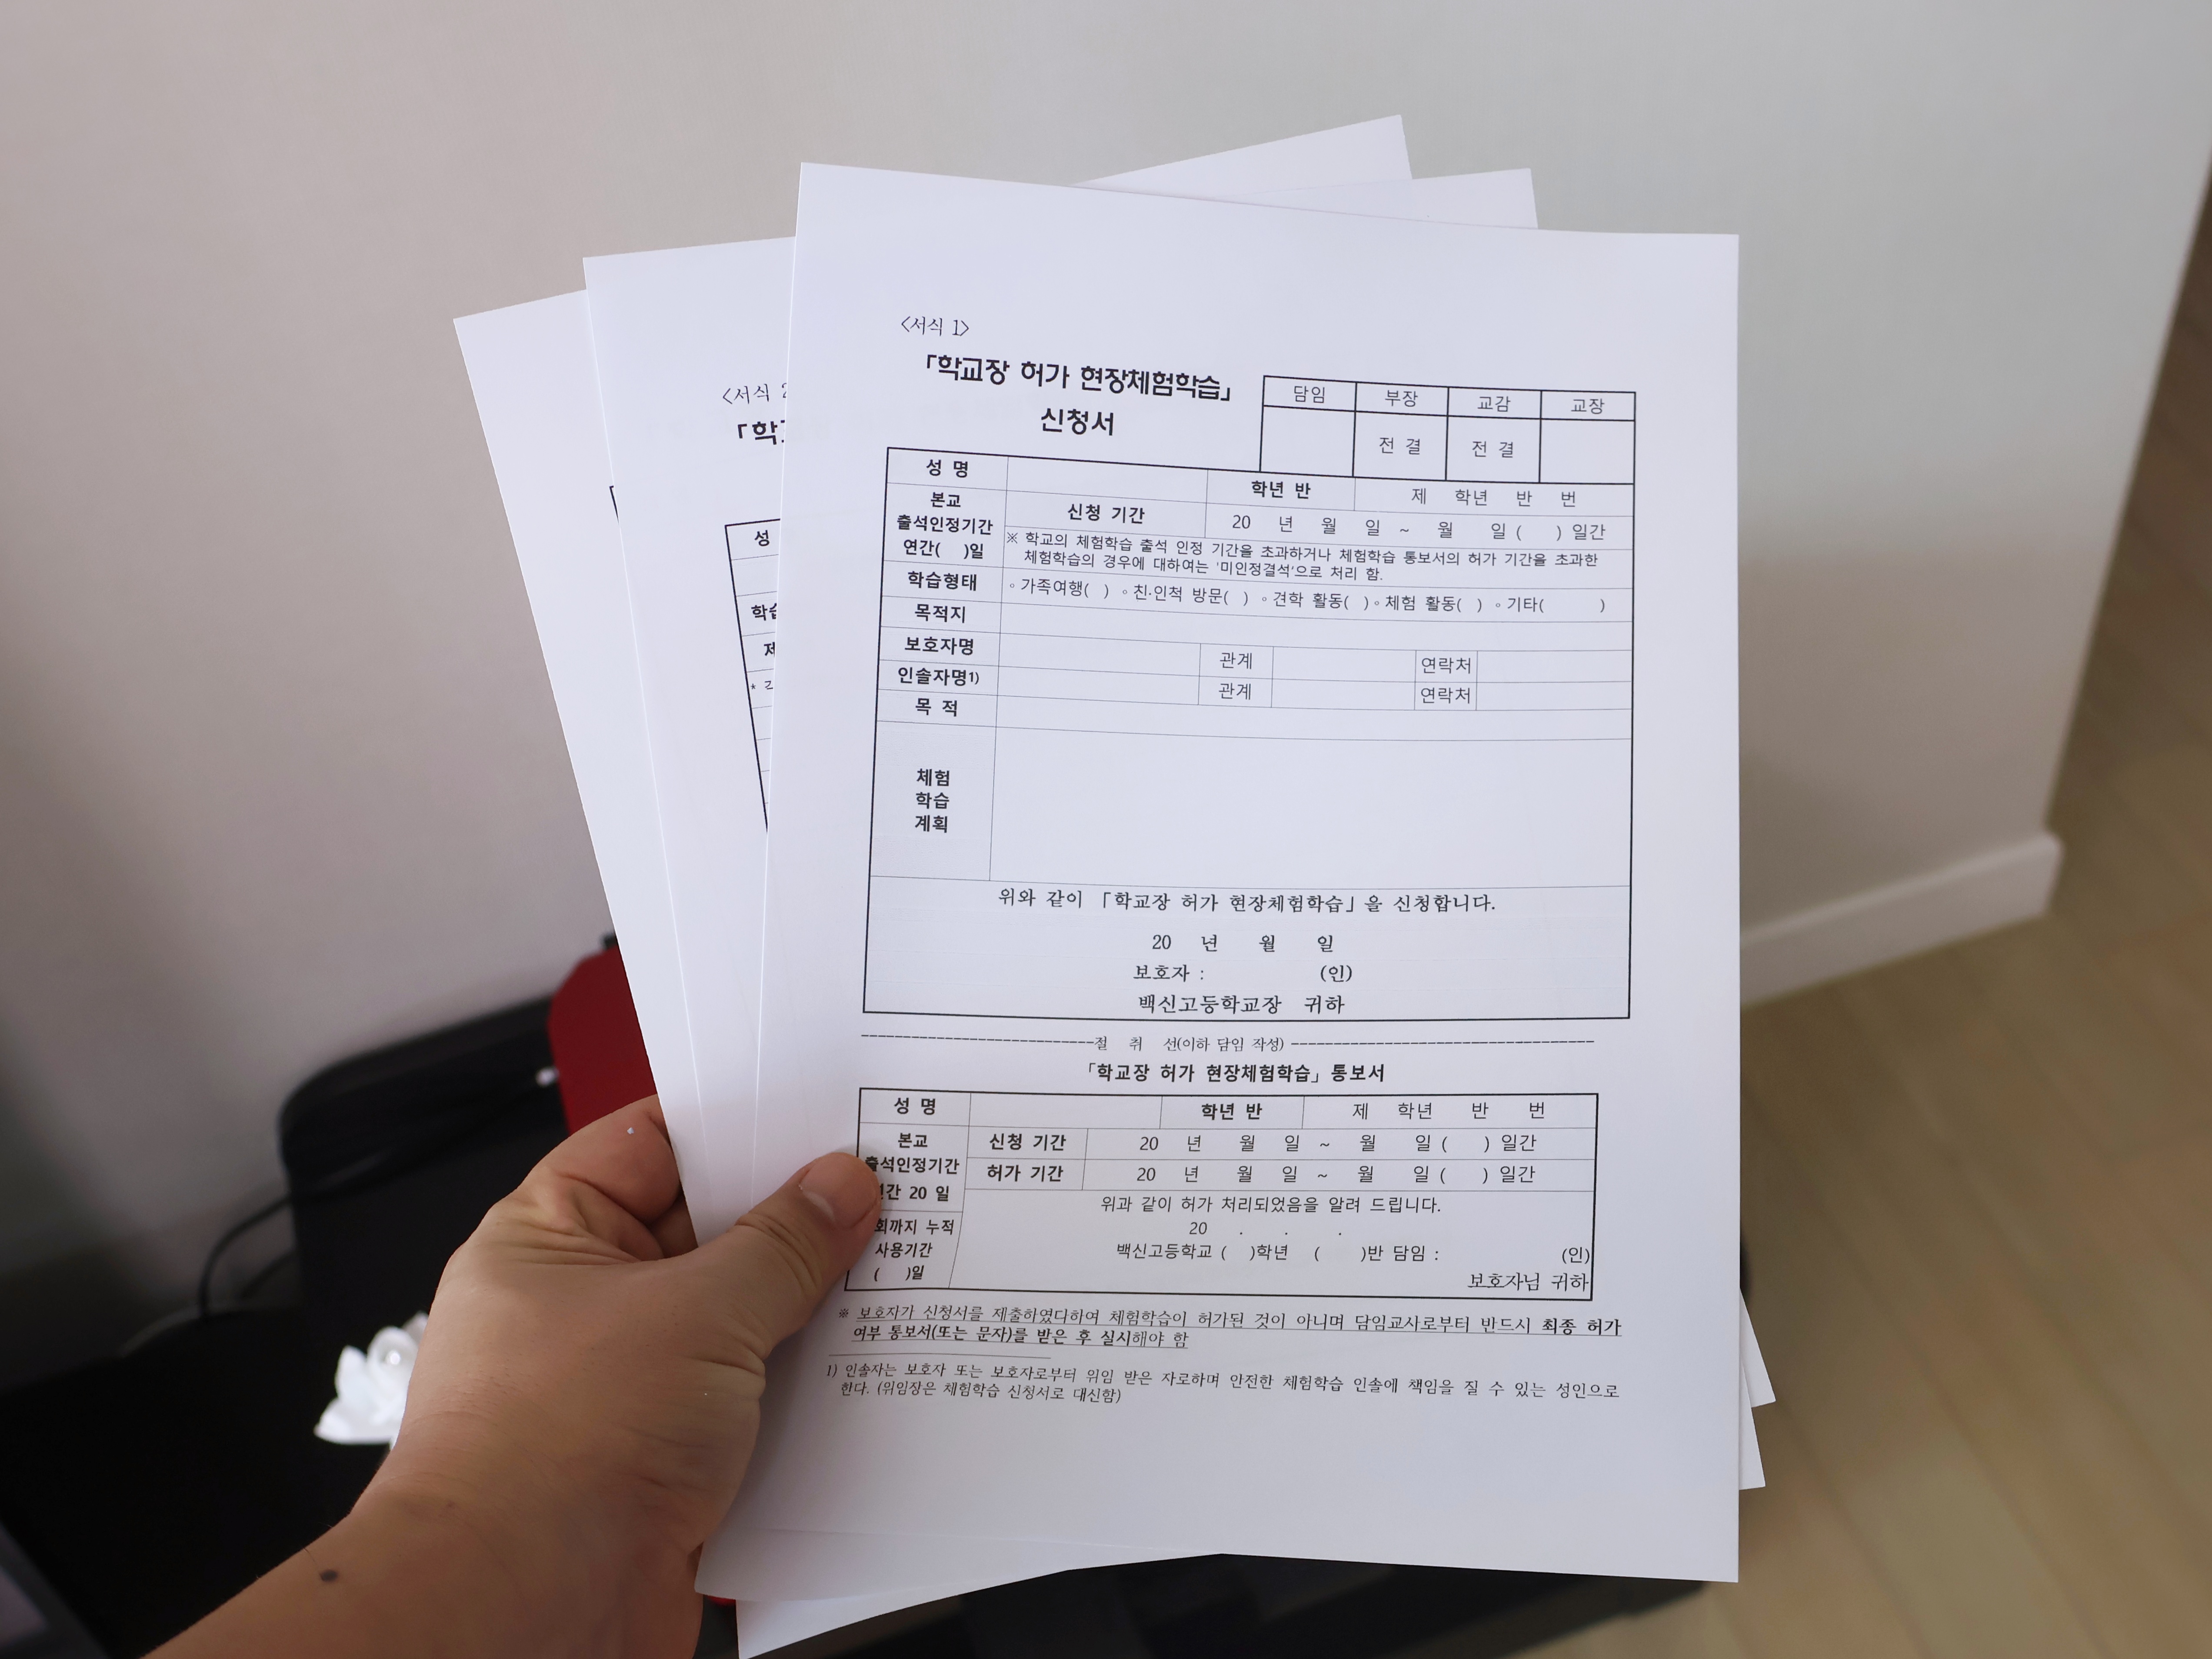 <서식 1>
「학교장 허가 현장체험학습」
신청서
담임 부장 교감 교장
전 결 전 결
성 명 학년 반 제 학년 반 번
본교
출석인정기간
연간( )일
신청 기간 20 년 월 일 ~ 월 일 ( ) 일간
※ 학교의 체험학습 출석 인정 기간을 초과하거나 체험학습 통보서의 허가 기간을 초과한
체험학습의 경우에 대하여는 '미인정결석'으로 처리 함.
학습형태 ◦가족여행( ) ◦친·인척 방문( ) ◦견학 활동( ) ◦체험 활동( ) ◦기타( )
목적지
보호자명 관계 연락처
인솔자명1) 관계 연락처
목 적
체험
학습
계획
위와 같이 「학교장 허가 현장체험학습」을 신청합니다.
20 년 월 일
보호자 : (인)
백신고등학교장 귀하
절 취 선(이하 담임 작성)
「학교장 허가 현장체험학습」 통보서
성 명 학년 반 제 학년 반 번
본교
출석인정기간
간 20 일
신청 기간 20 년 월 일 ~ 월 일 ( ) 일간
허가 기간 20 년 월 일 ~ 월 일 ( ) 일간
회까지 누적
사용기간
( )일
위과 같이 허가 처리되었음을 알려 드립니다.
20 . . .
백신고등학교 ( )학년 ( )반 담임 : (인)
보호자님 귀하
※ 보호자가 신청서를 제출하였다하여 체험학습이 허가된 것이 아니며 담임교사로부터 반드시 최종 허가
여부 통보서(또는 문자)를 받은 후 실시해야 함
1) 인솔자는 보호자 또는 보호자로부터 위임 받은 자로하며 안전한 체험학습 인솔에 책임을 질 수 있는 성인으로
한다. (위임장은 체험학습 신청서로 대신함)
<서식
「학
성